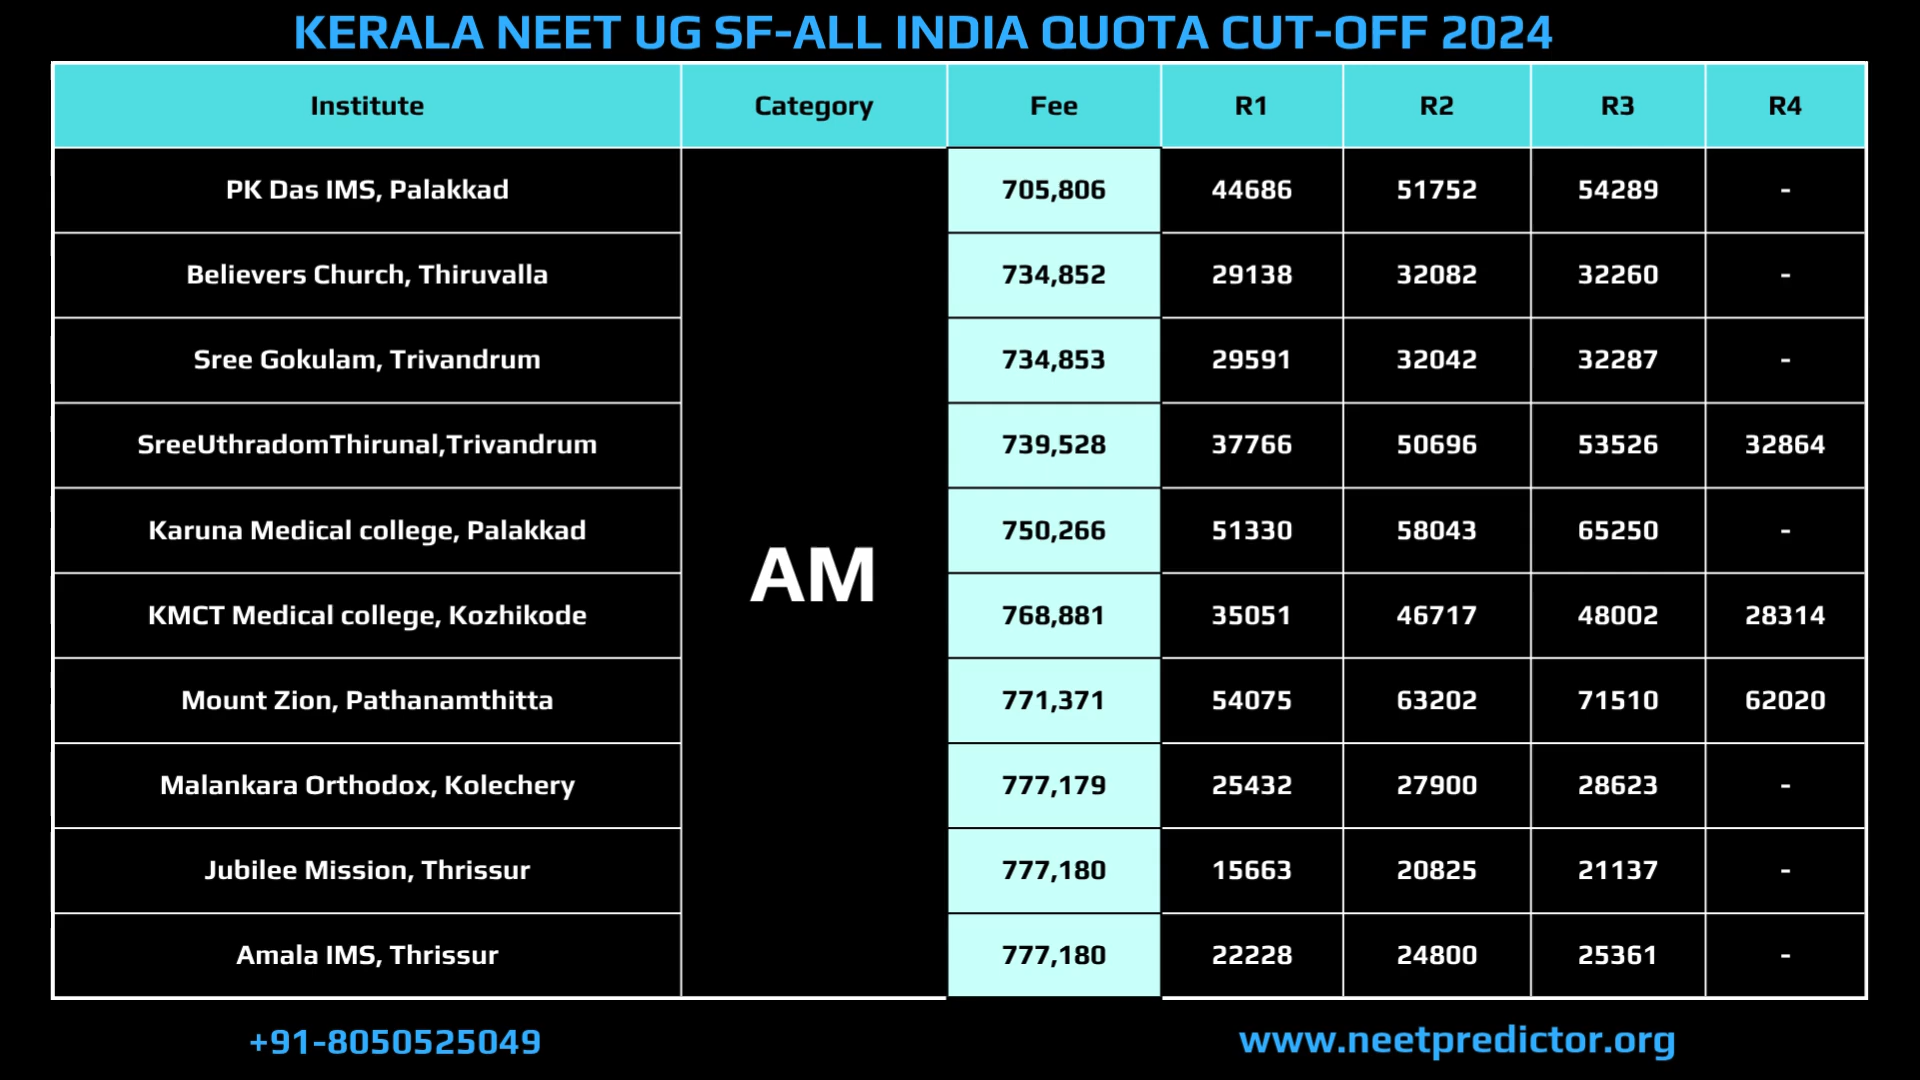 KERALA NEET UG SF-ALL INDIA QUOTA CUT-OFF 2024
Institute Category Fee R1 R2 R3 R4
PK Das IMS, Palakkad 705,806 44686 51752 54289 -
Believers Church, Thiruvalla 734,852 29138 32082 32260 -
Sree Gokulam, Trivandrum 734,853 29591 32042 32287 -
SreeUthradomThirunal,Trivandrum 739,528 37766 50696 53526 32864
Karuna Medical college, Palakkad 750,266 51330 58043 65250 -
AM
KMCT Medical college, Kozhikode 768,881 35051 46717 48002 28314
Mount Zion, Pathanamthitta 771,371 54075 63202 71510 62020
Malankara Orthodox, Kolechery 777,179 25432 27900 28623 -
Jubilee Mission, Thrissur 777,180 15663 20825 21137 -
Amala IMS, Thrissur 777,180 22228 24800 25361 -
+91-8050525049 www.neetpredictor.org